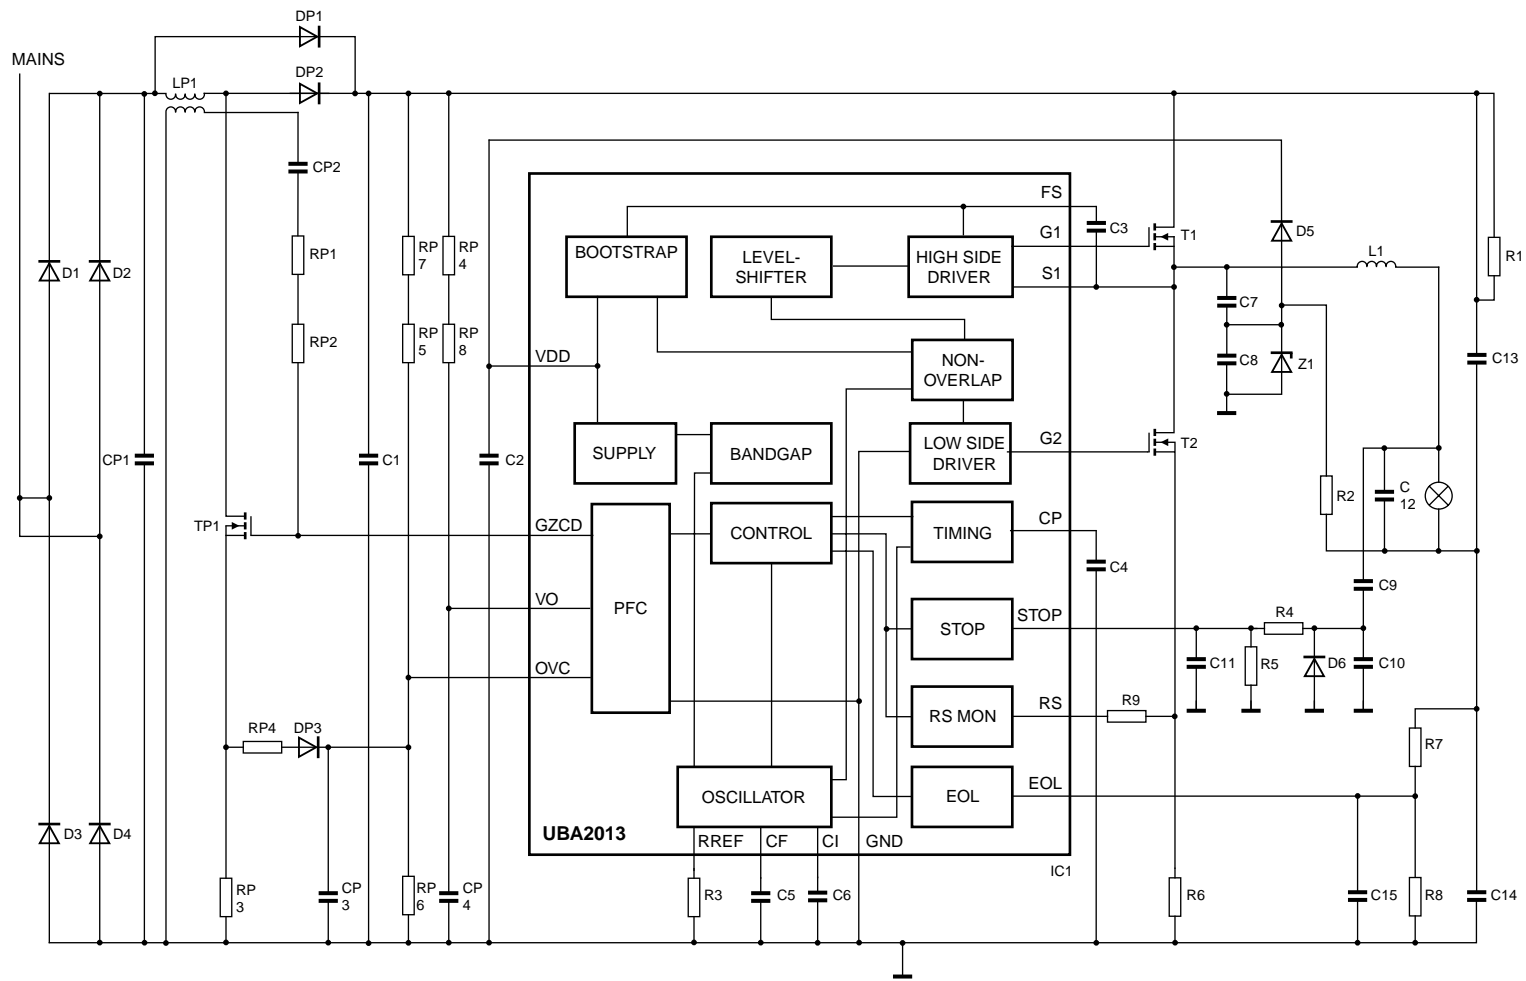 DP1
MAINS
DP2
LP1
CP2
FS
C3
G1
T1
D5
BOOTSTRAP
LEVEL-
SHIFTER
HIGH SIDE
DRIVER
RP1
RP
7
RP
4
L1
R1
D1
D2
S1
C7
RP2
RP
5
RP
8
VDD
NON-
OVERLAP
C8
Z1
C13
CP1
C1
C2
SUPPLY
BANDGAP
LOW SIDE
DRIVER
G2
T2
R2
C
12
TP1
GZCD
CONTROL
TIMING
CP
C4
C9
PFC
VO
STOP
STOP
R4
OVC
C11
R5
D6
C10
RP4
DP3
RS MON
RS
R9
R7
OSCILLATOR
EOL
EOL
D3
D4
UBA2013
RREF
CF
CI
GND
IC1
RP
3
CP
3
RP
6
CP
4
R3
C5
C6
R6
C15
R8
C14